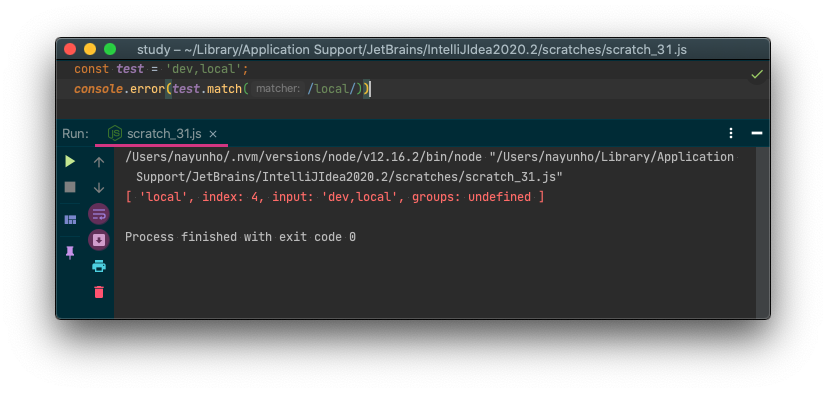 study – ~/Library/Application Support/JetBrains/IntelliJIdea2020.2/scratches/scratch_31.js
const test = 'dev,local';
console.error(test.match( matcher: /local/))
Run: JS scratch_31.js ×
/Users/nayunho/.nvm/versions/node/v12.16.2/bin/node "/Users/nayunho/Library/Application
Support/JetBrains/IntelliJIdea2020.2/scratches/scratch_31.js"
[ 'local', index: 4, input: 'dev,local', groups: undefined ]
Process finished with exit code 0